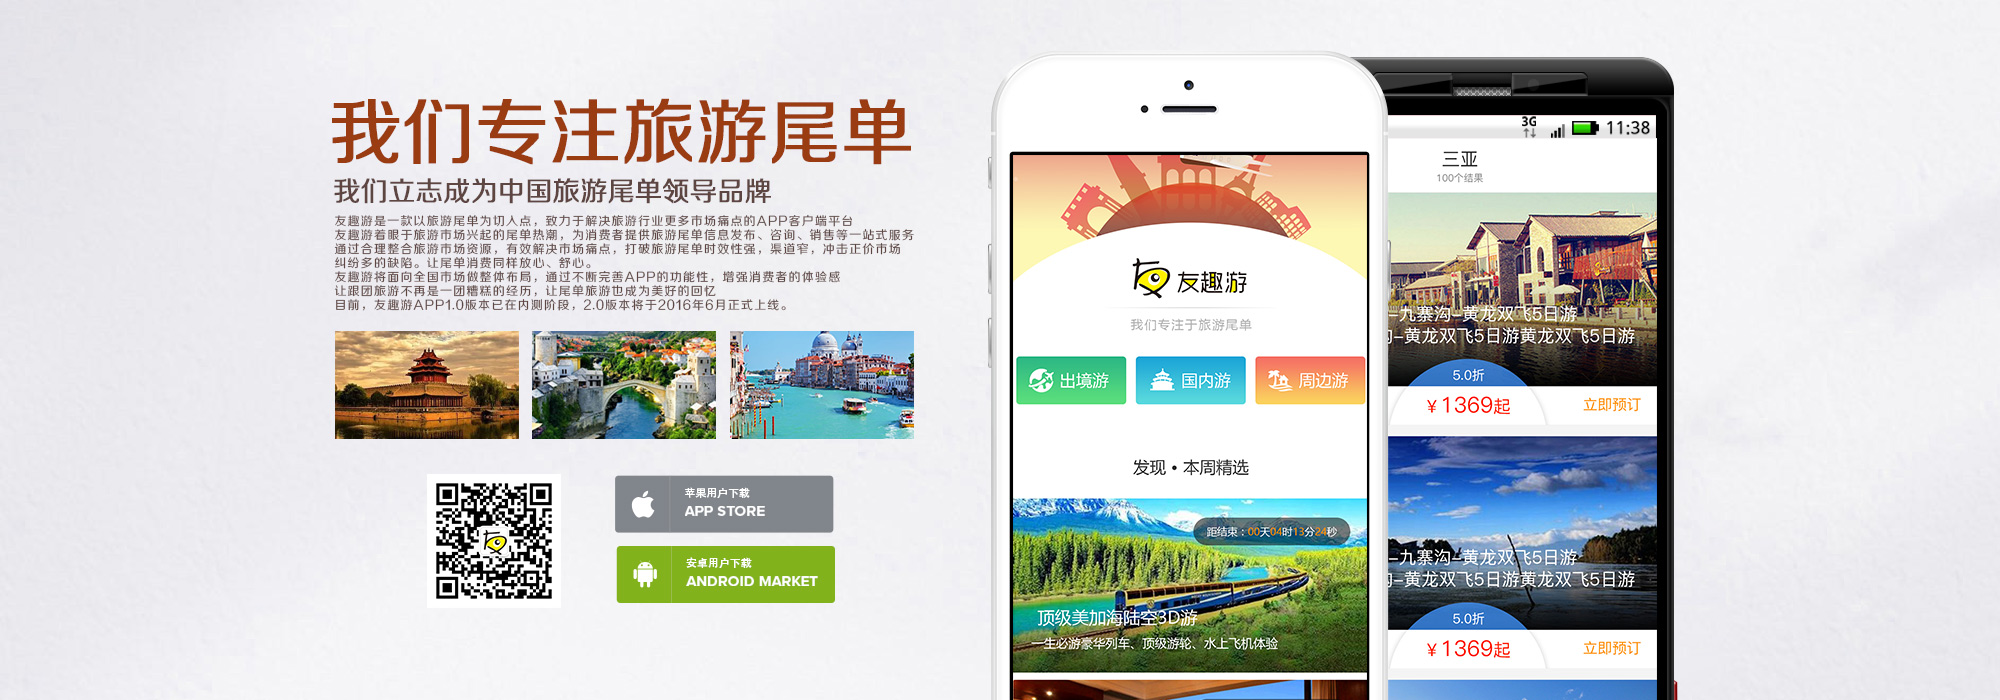 我们专注旅游尾单
我们立志成为中国旅游尾单领导品牌
友趣游是一款以旅游尾单为切入点，致力于解决旅游行业更多市场痛点的APP客户端平台
友趣游着眼于旅游市场兴起的尾单热潮，为消费者提供旅游尾单信息发布、咨询、销售等一站式服务
通过合理整合旅游市场资源，有效解决市场痛点，打破旅游尾单时效性强，渠道窄，冲击正价市场
纠纷多的缺陷。让尾单消费同样放心、舒心。
友趣游将面向全国市场做整体布局，通过不断完善APP的功能性，增强消费者的体验感
让跟团旅游不再是一团糟糕的经历，让尾单旅游也成为美好的回忆
目前，友趣游APP1.0版本已在内测阶段，2.0版本将于2016年6月正式上线。
苹果用户下载
APP STORE
安卓用户下载
ANDROID MARKET
友趣游
我们专注于旅游尾单
出境游
国内游
周边游
发现•本周精选
距结束：00天04时13分24秒
顶级美加海陆空3D游
一生必游豪华列车、顶级游轮、水上飞机体验
3G
11:38
三亚
100个结果
–九寨沟–黄龙双飞5日游
–黄龙双飞5日游黄龙双飞5日游
5.0折
¥1369起
立即预订
–九寨沟–黄龙双飞5日游
–黄龙双飞5日游黄龙双飞5日游
5.0折
¥1369起
立即预订